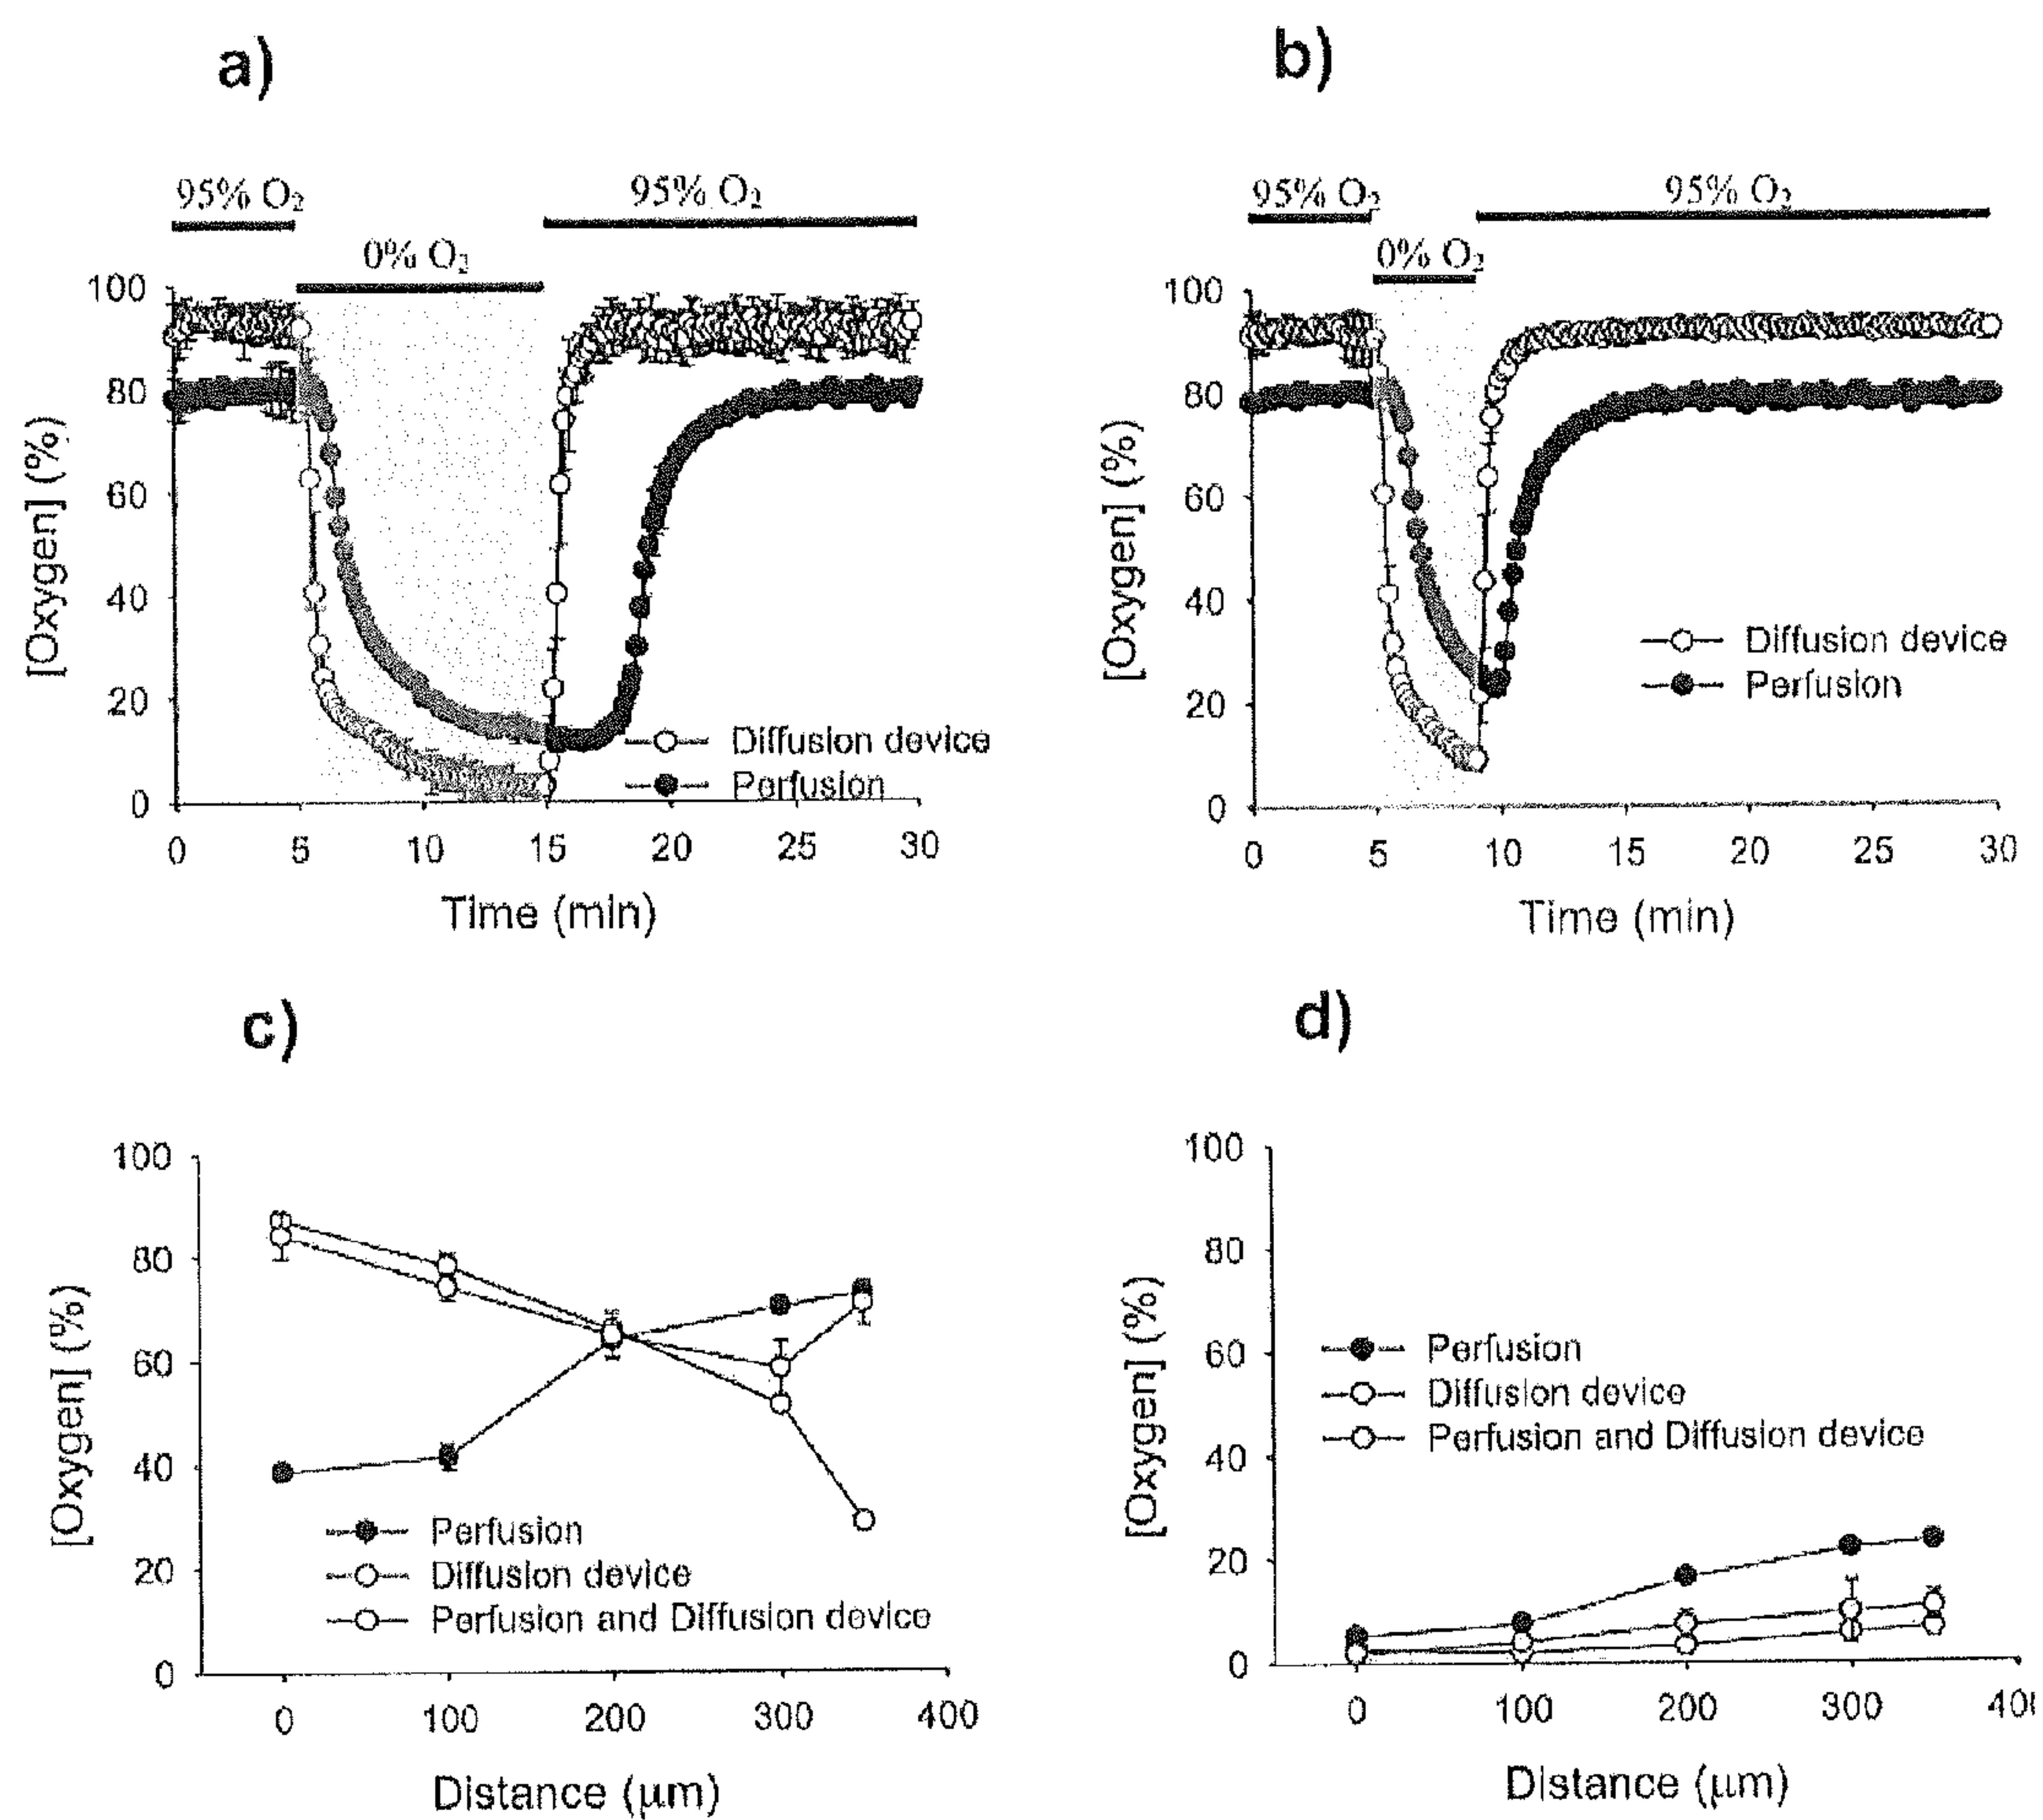 a)
95% O2
95% O2
0% O2
100
80
60
40
20
0
[Oxygen] (%)
Diffusion device
Perfusion
0 5 10 15 20 25 30
Time (min)
b)
95% O2
95% O2
0% O2
100
80
60
40
20
0
[Oxygen] (%)
Diffusion device
Perfusion
0 5 10 15 20 25 30
Time (min)
c)
100
80
60
40
20
0
[Oxygen] (%)
Perfusion
Diffusion device
Perfusion and Diffusion device
0 100 200 300 400
Distance (μm)
d)
100
80
60
40
20
0
[Oxygen] (%)
Perfusion
Diffusion device
Perfusion and Diffusion device
0 100 200 300
Distance (μm)